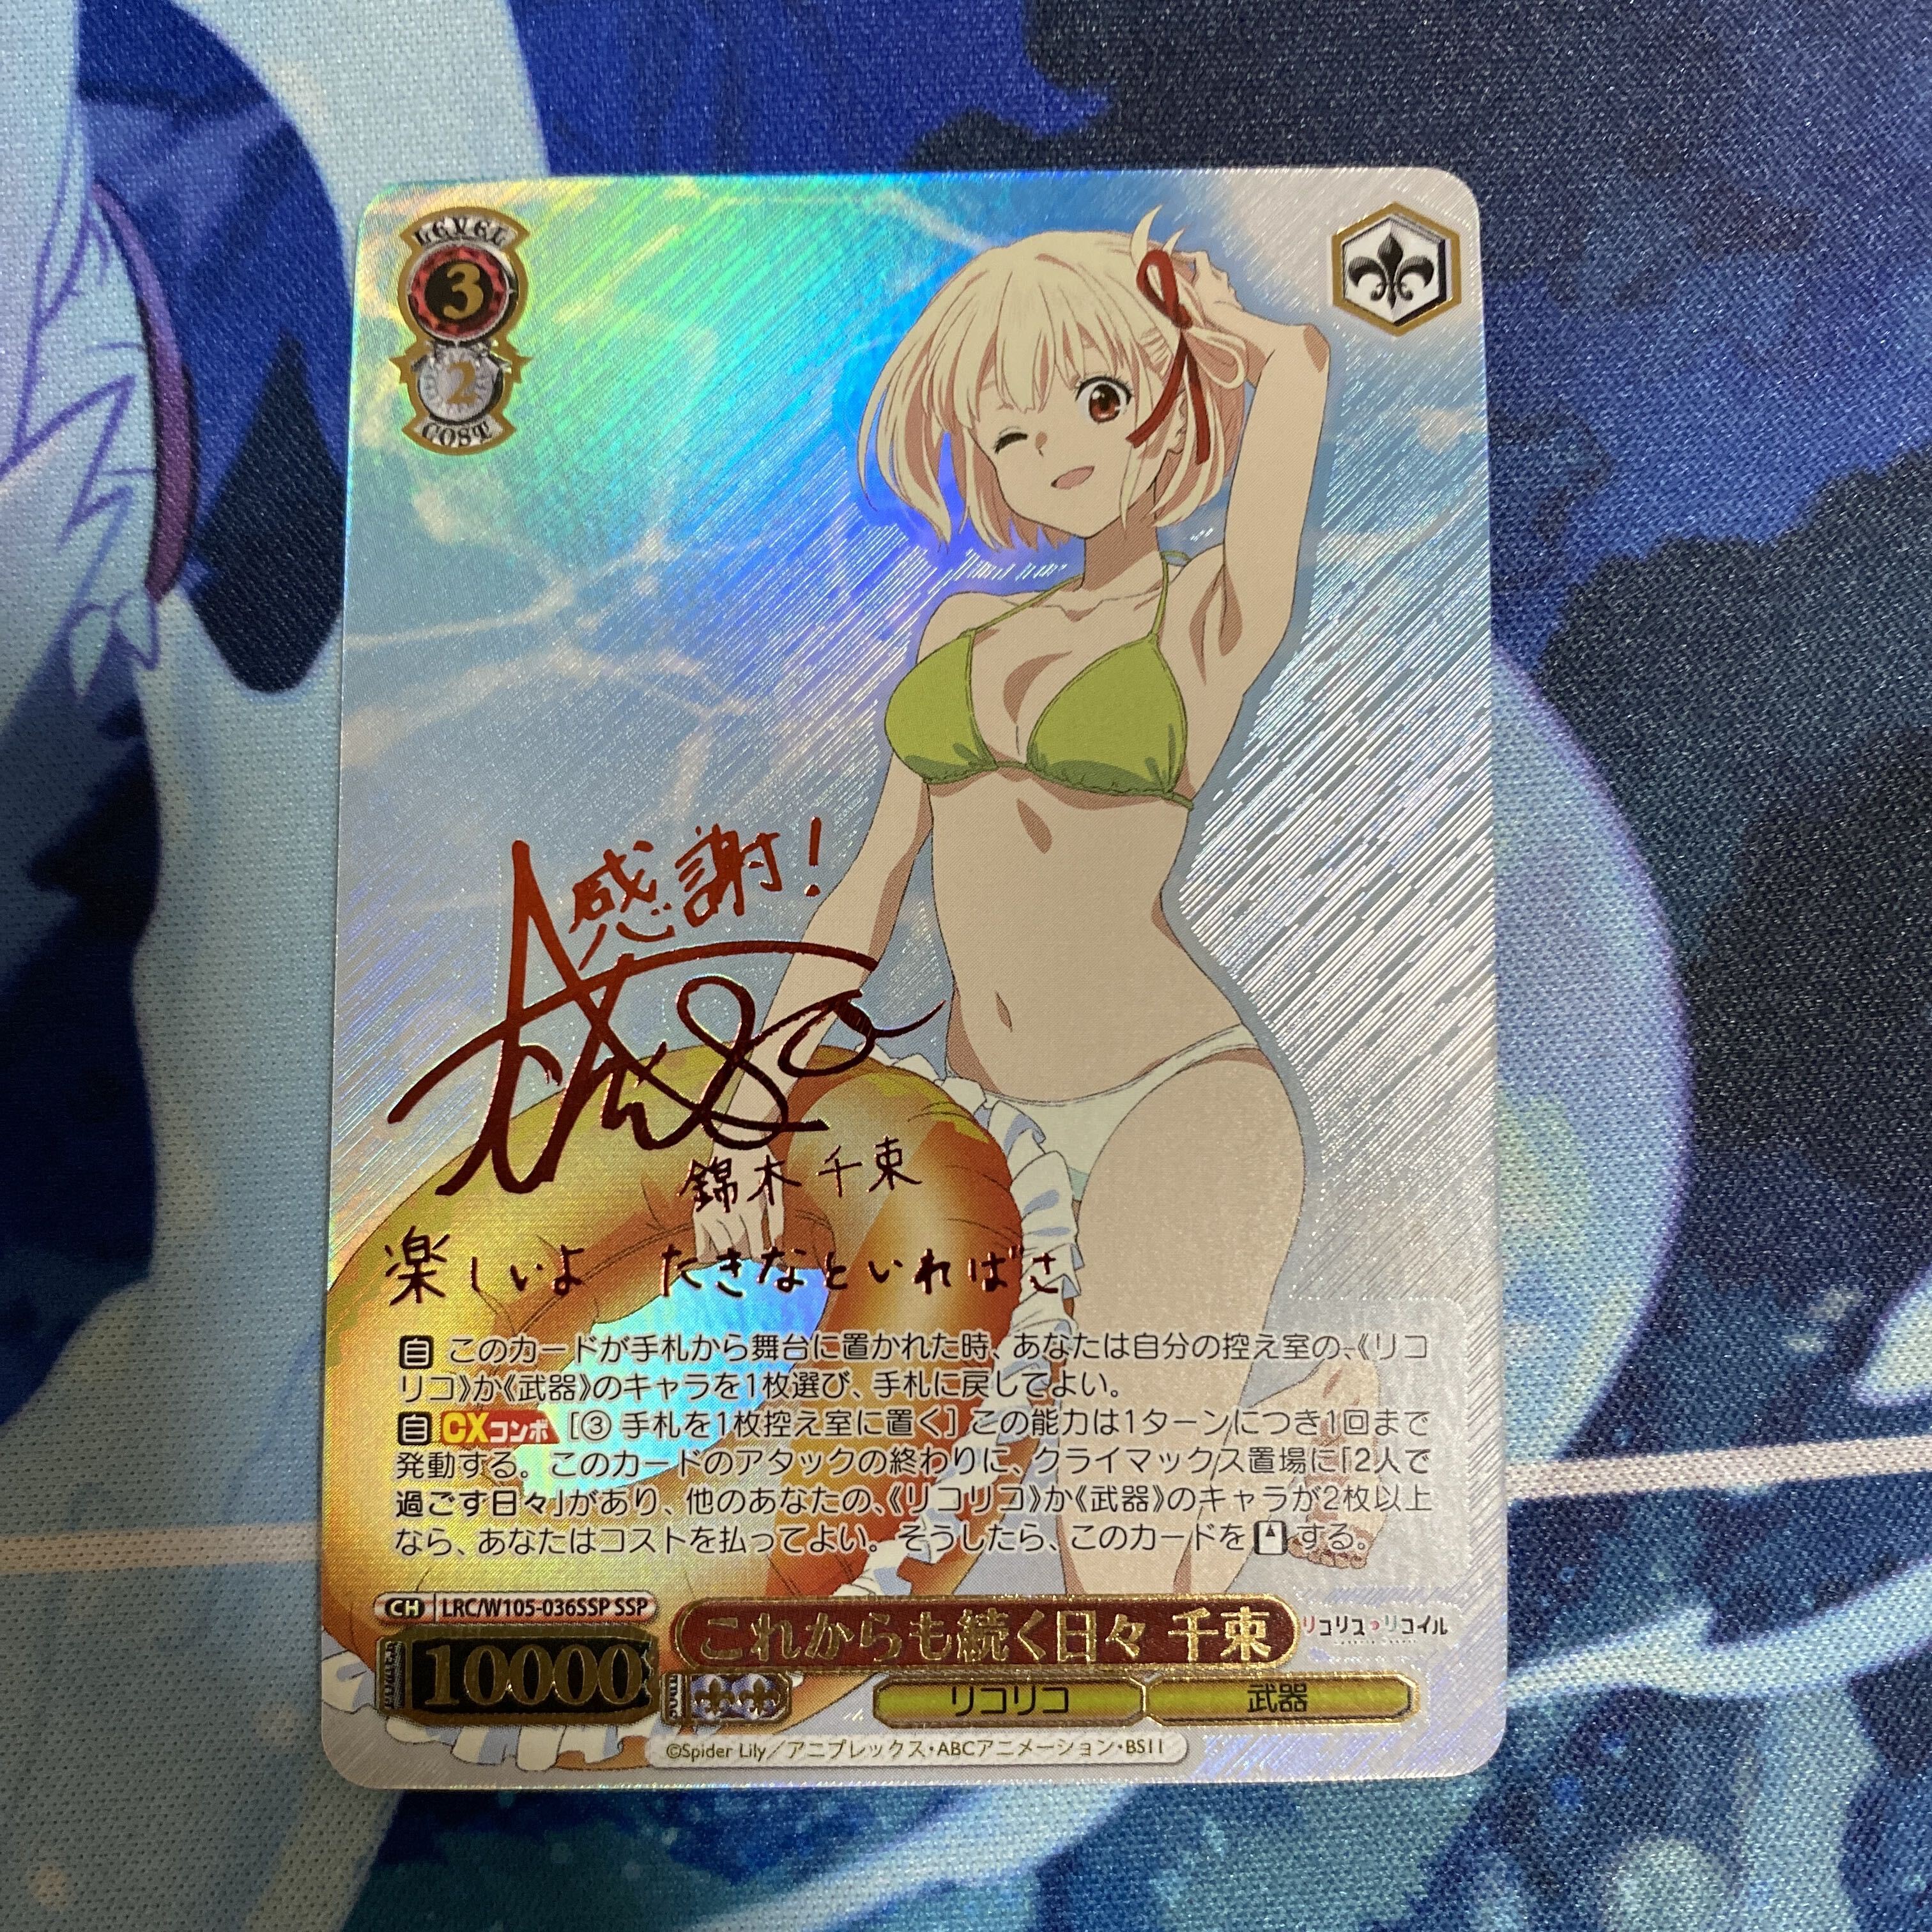 LEVEL
3
2
COST
感謝!
錦木 千束
楽しいよ たきなといればさ
自 このカードが手札から舞台に置かれた時、あなたは自分の控え室の、《リコ
リコ》か《武器》のキャラを1枚選び、手札に戻してよい。
自 CXコンボ [③ 手札を1枚控え室に置く] この能力は1ターンにつき1回まで
発動する。このカードのアタックの終わりに、クライマックス置場に「2人で
過ごす日々」があり、他のあなたの、《リコリコ》か《武器》のキャラが2枚以上
なら、あなたはコストを払ってよい。そうしたら、このカードをする。
CH LRC/W105-036SSP SSP
これからも続く日々 千束
リコリス・リコイル
10000
リコリコ 武器
©Spider Lily／アニプレックス・ABCアニメーション・BS11